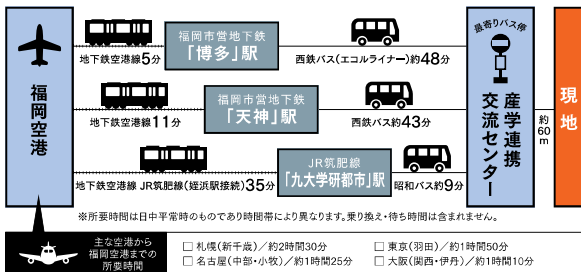 福岡空港
地下鉄空港線5分
福岡市営地下鉄
「博多」駅
西鉄バス(エコルライナー)約48分
地下鉄空港線11分
福岡市営地下鉄
「天神」駅
西鉄バス約43分
地下鉄空港線 JR筑肥線(姪浜駅接続)35分
JR筑肥線
「九大学研都市」駅
昭和バス約9分
最寄りバス停
産学連携
交流センター
約60m
現地
※所要時間は日中平常時のものであり時間帯により異なります。乗り換え・待ち時間は含まれません。
主な空港から
福岡空港までの
所要時間
□札幌(新千歳)/約2時間30分
□東京(羽田)/約1時間50分
□名古屋(中部・小牧)/約1時間25分
□大阪(関西・伊丹)/約1時間10分